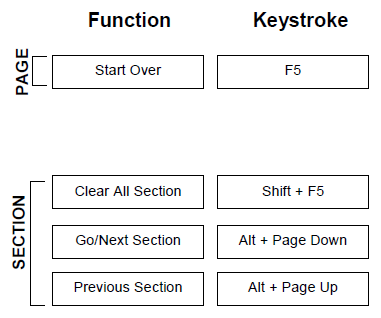 Function Keystroke
PAGE
Start Over F5
SECTION
Clear All Section Shift + F5
Go/Next Section Alt + Page Down
Previous Section Alt + Page Up